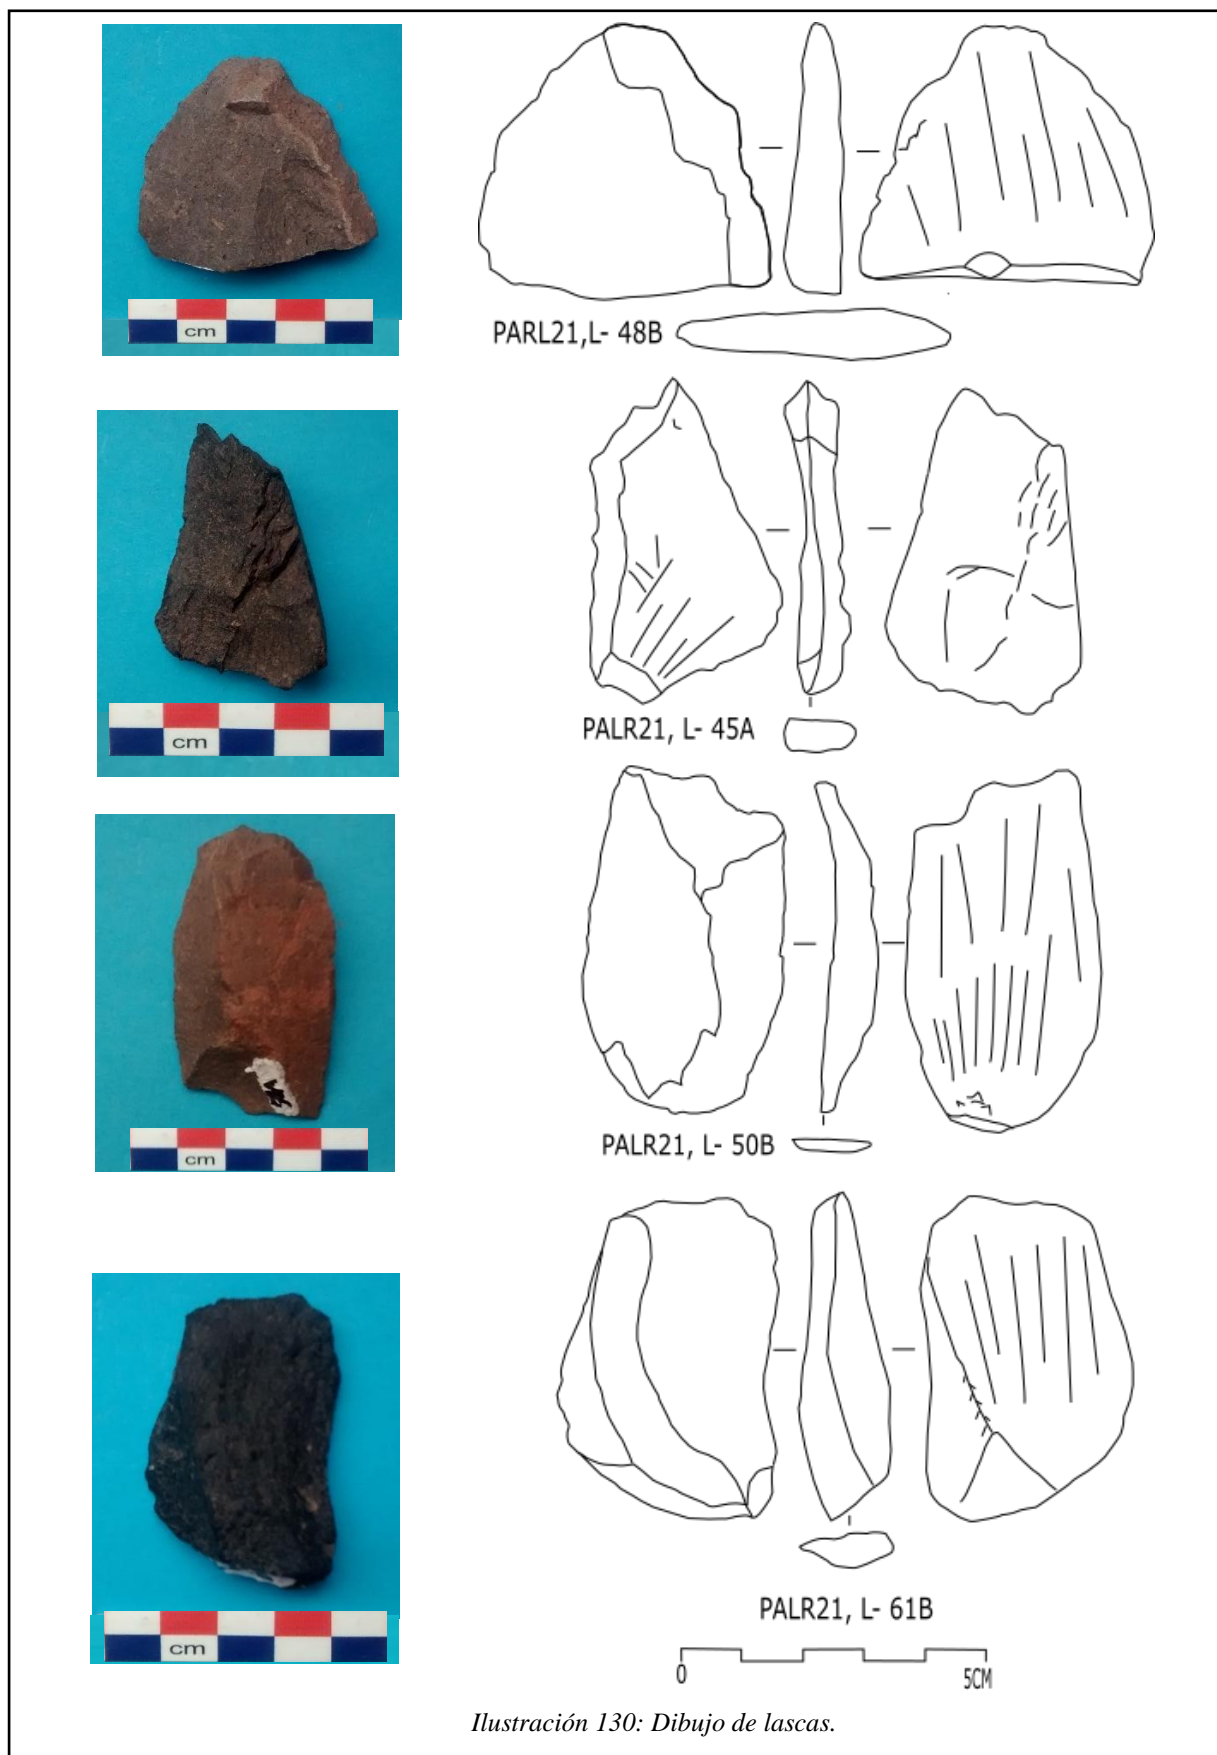 cm
PARL21,L- 48B
cm
PALR21, L- 45A
cm
PALR21, L- 50B
cm
PALR21, L- 61B
0 5CM
Ilustración 130: Dibujo de lascas.